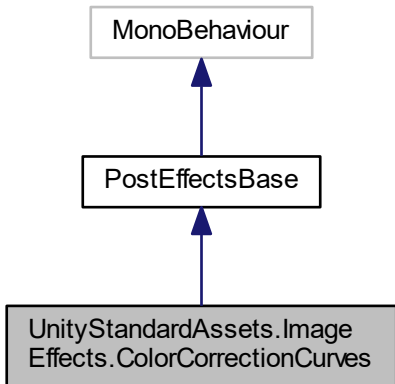 MonoBehaviour
PostEffectsBase
UnityStandardAssets.Image
Effects.ColorCorrectionCurves